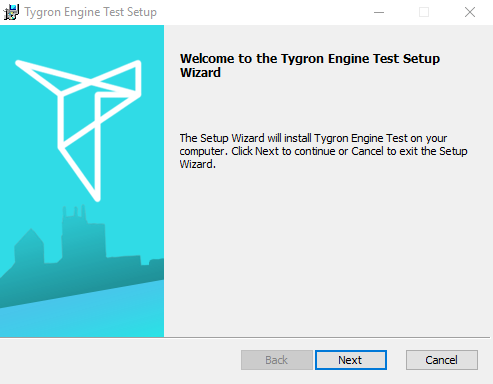 Tygron Engine Test Setup
Welcome to the Tygron Engine Test Setup
Wizard
The Setup Wizard will install Tygron Engine Test on your
computer. Click Next to continue or Cancel to exit the Setup
Wizard.
Back
Next
Cancel